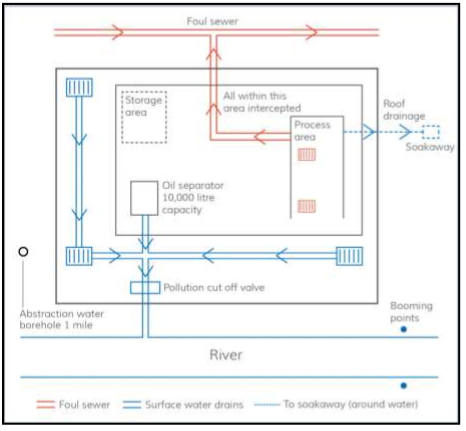 Foul sewer
Storage
area
All within this
area intercepted
Process
area
Roof
drainage
Soakaway
Oil separator
10,000 litre
capacity
Pollution cut off valve
Abstraction water
borehole 1 mile
Booming
points
River
Foul sewer
Surface water drains
To soakaway (around water)